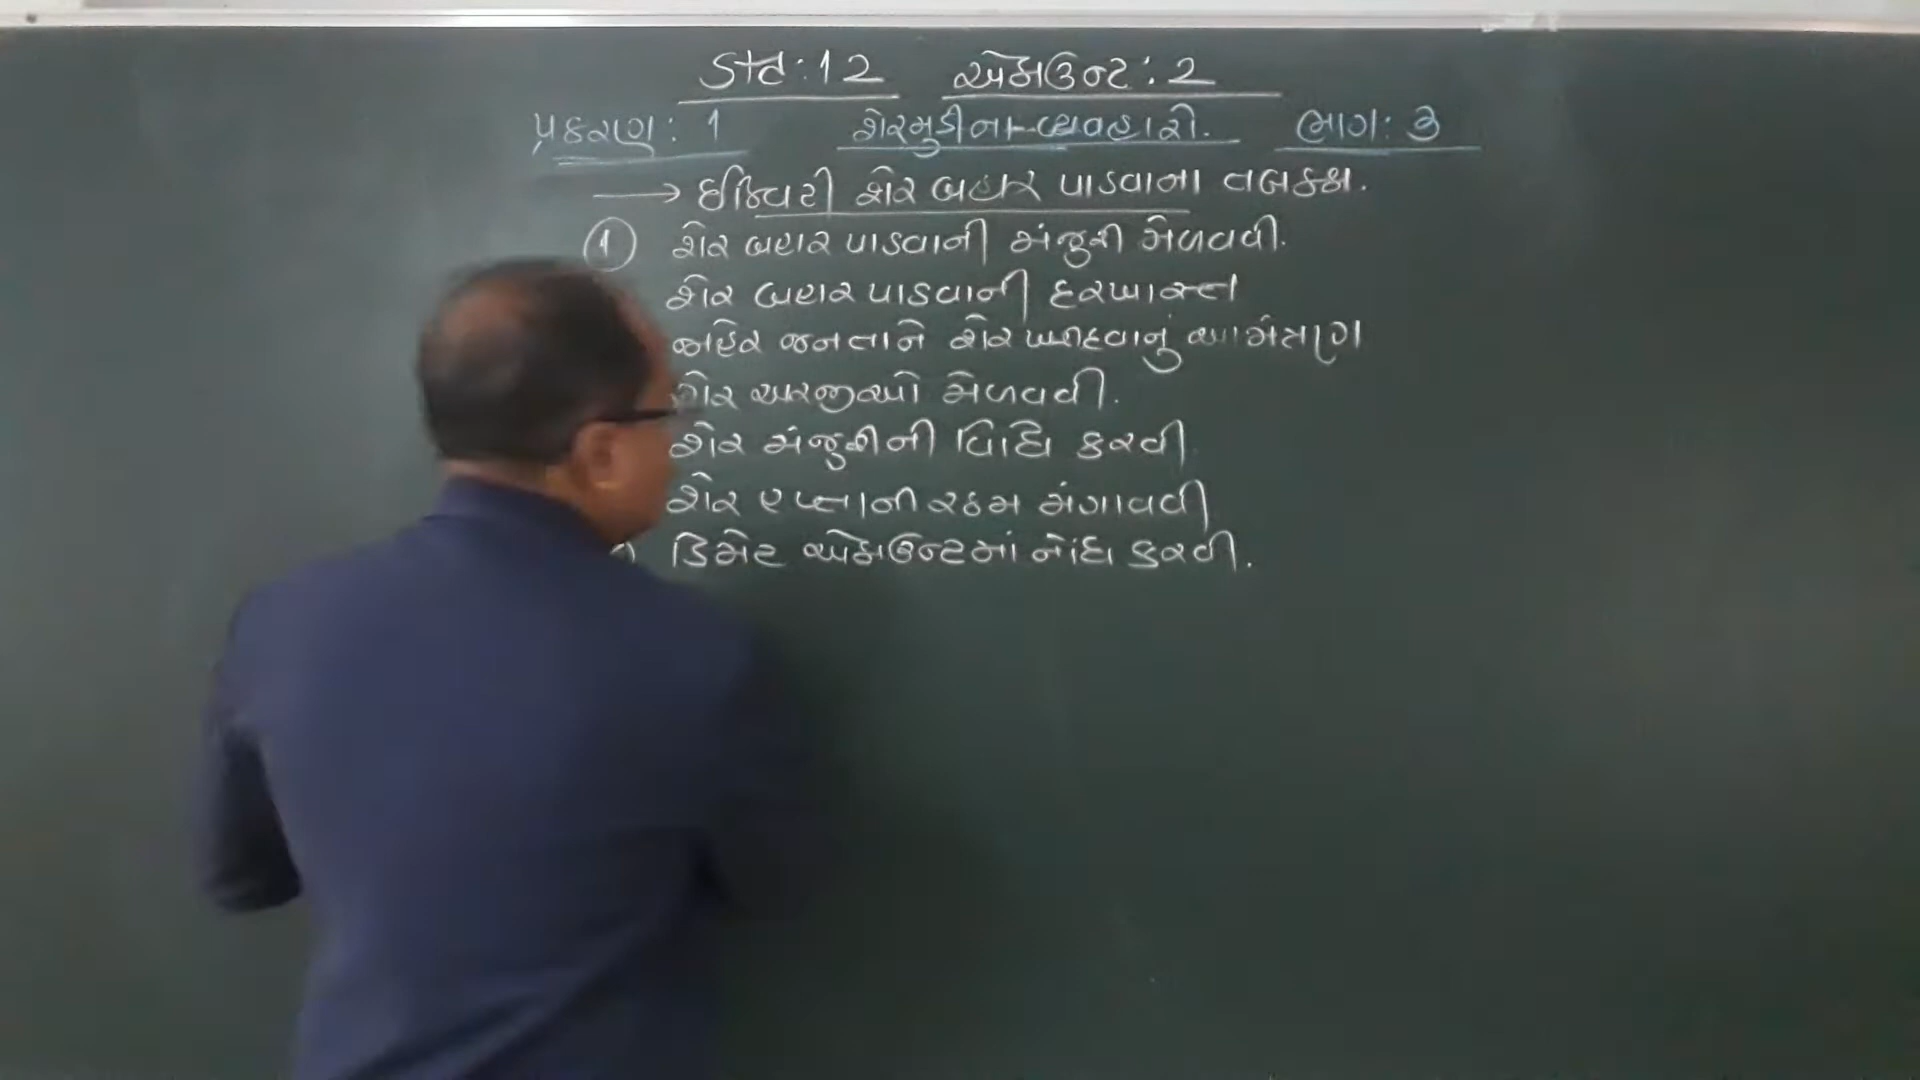 ધોરણ:12 એકાઉન્ટ:2
પ્રકરણ: 1 શેરમુડીના વ્યવહારો. ભાગ: 3
→ ઈક્વિટી શેર બહાર પાડવાના તબક્કા.
1 શેર બહાર પાડવાની મંજુરી મેળવવી.
શેર બહાર પાડવાની દરખાસ્ત
જાહેર જનતાને શેર ખરીદવાનું આમંત્રણ
શેર અરજીઓ મેળવવી.
શેર મંજુરીની વિધિ કરવી
શેર હપ્તાની રકમ મંગાવવી
ડિમેટ એકાઉન્ટમાં નોંધ કરવી.